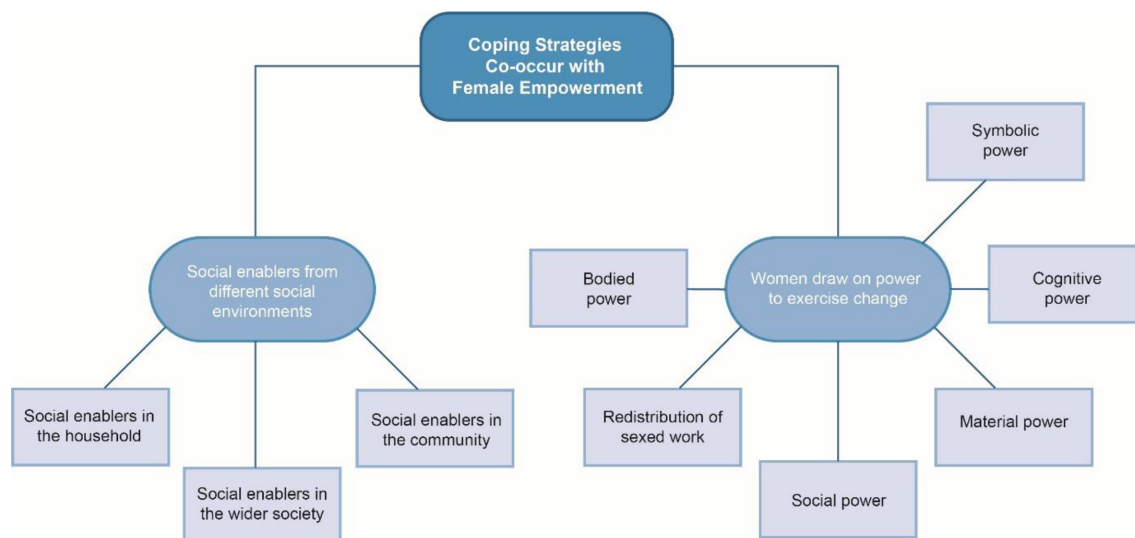 Coping Strategies
Co-occur with
Female Empowerment
Social enablers from
different social
environments
Social enablers in
the household
Social enablers in
the wider society
Social enablers in
the community
Women draw on power
to exercise change
Symbolic
power
Bodied
power
Cognitive
power
Redistribution of
sexed work
Material power
Social power